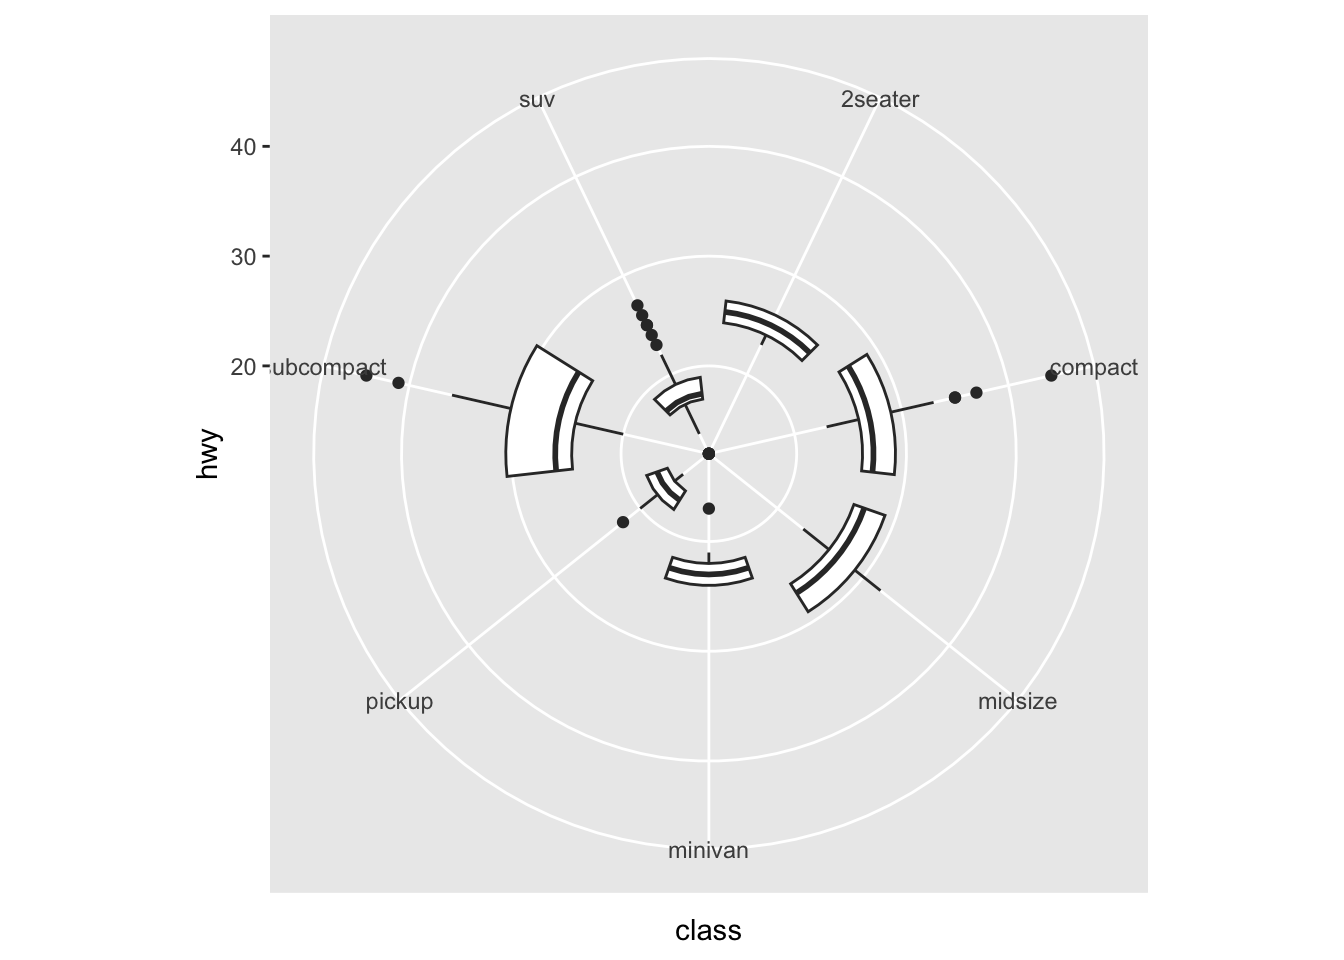 suv
2seater
40
30
20
ubcompact
compact
hwy
pickup
midsize
minivan
class